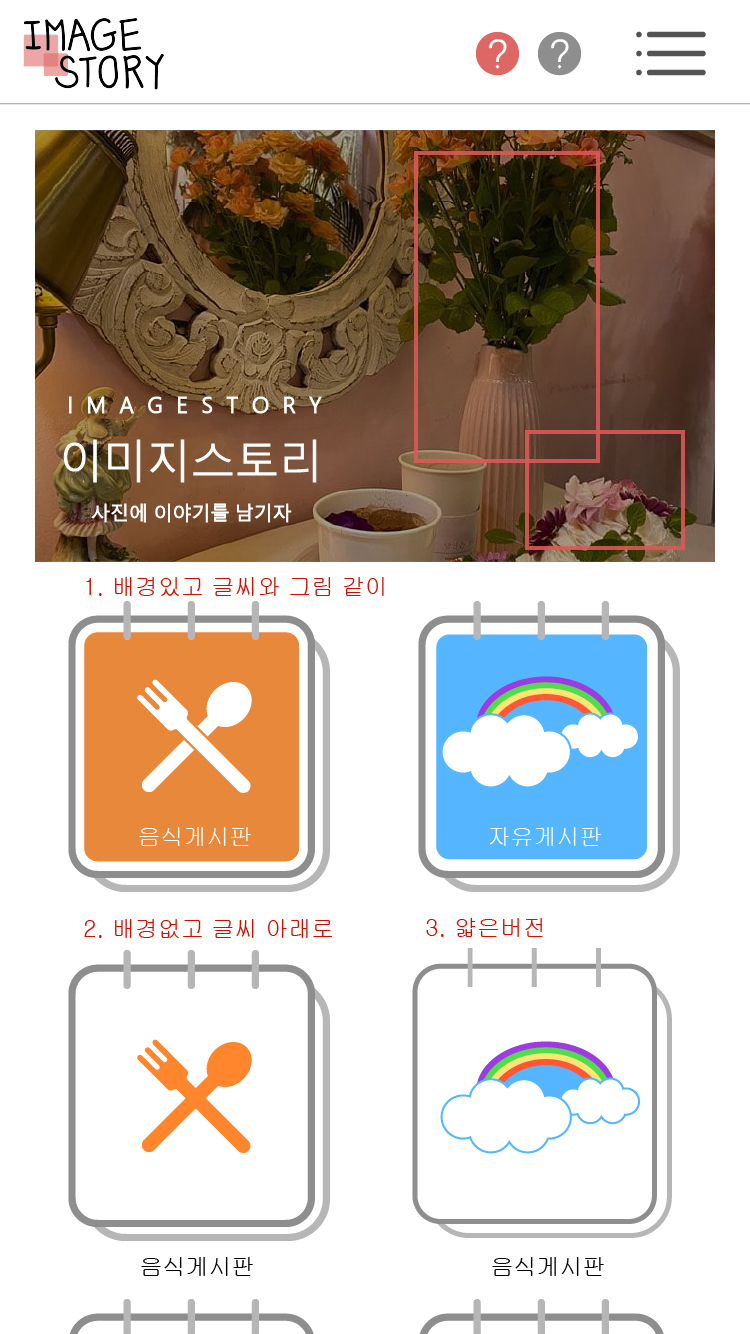 IMAGE
STORY
? ?
IMAGESTORY
이미지스토리
사진에 이야기를 남기자
1. 배경있고 글씨와 그림 같이
음식게시판
자유게시판
2. 배경없고 글씨 아래로
3. 얇은버전
음식게시판
음식게시판